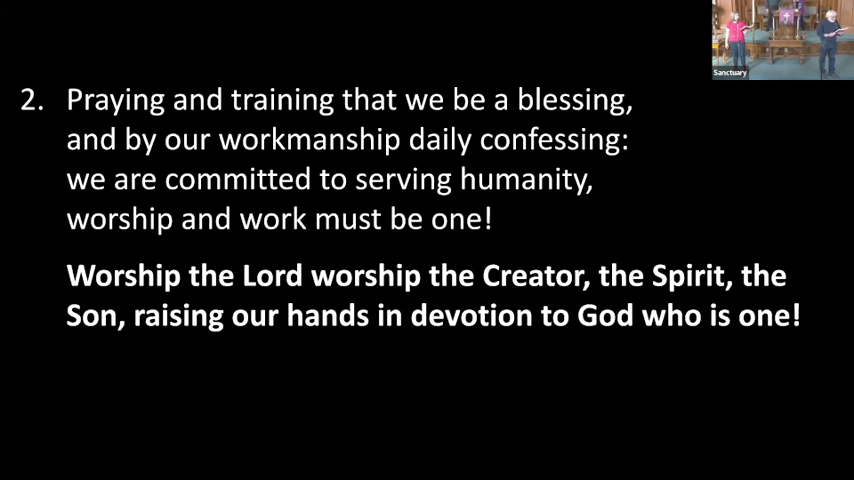 Sanctuary
2. Praying and training that we be a blessing,
and by our workmanship daily confessing:
we are committed to serving humanity,
worship and work must be one!
Worship the Lord worship the Creator, the Spirit, the
Son, raising our hands in devotion to God who is one!